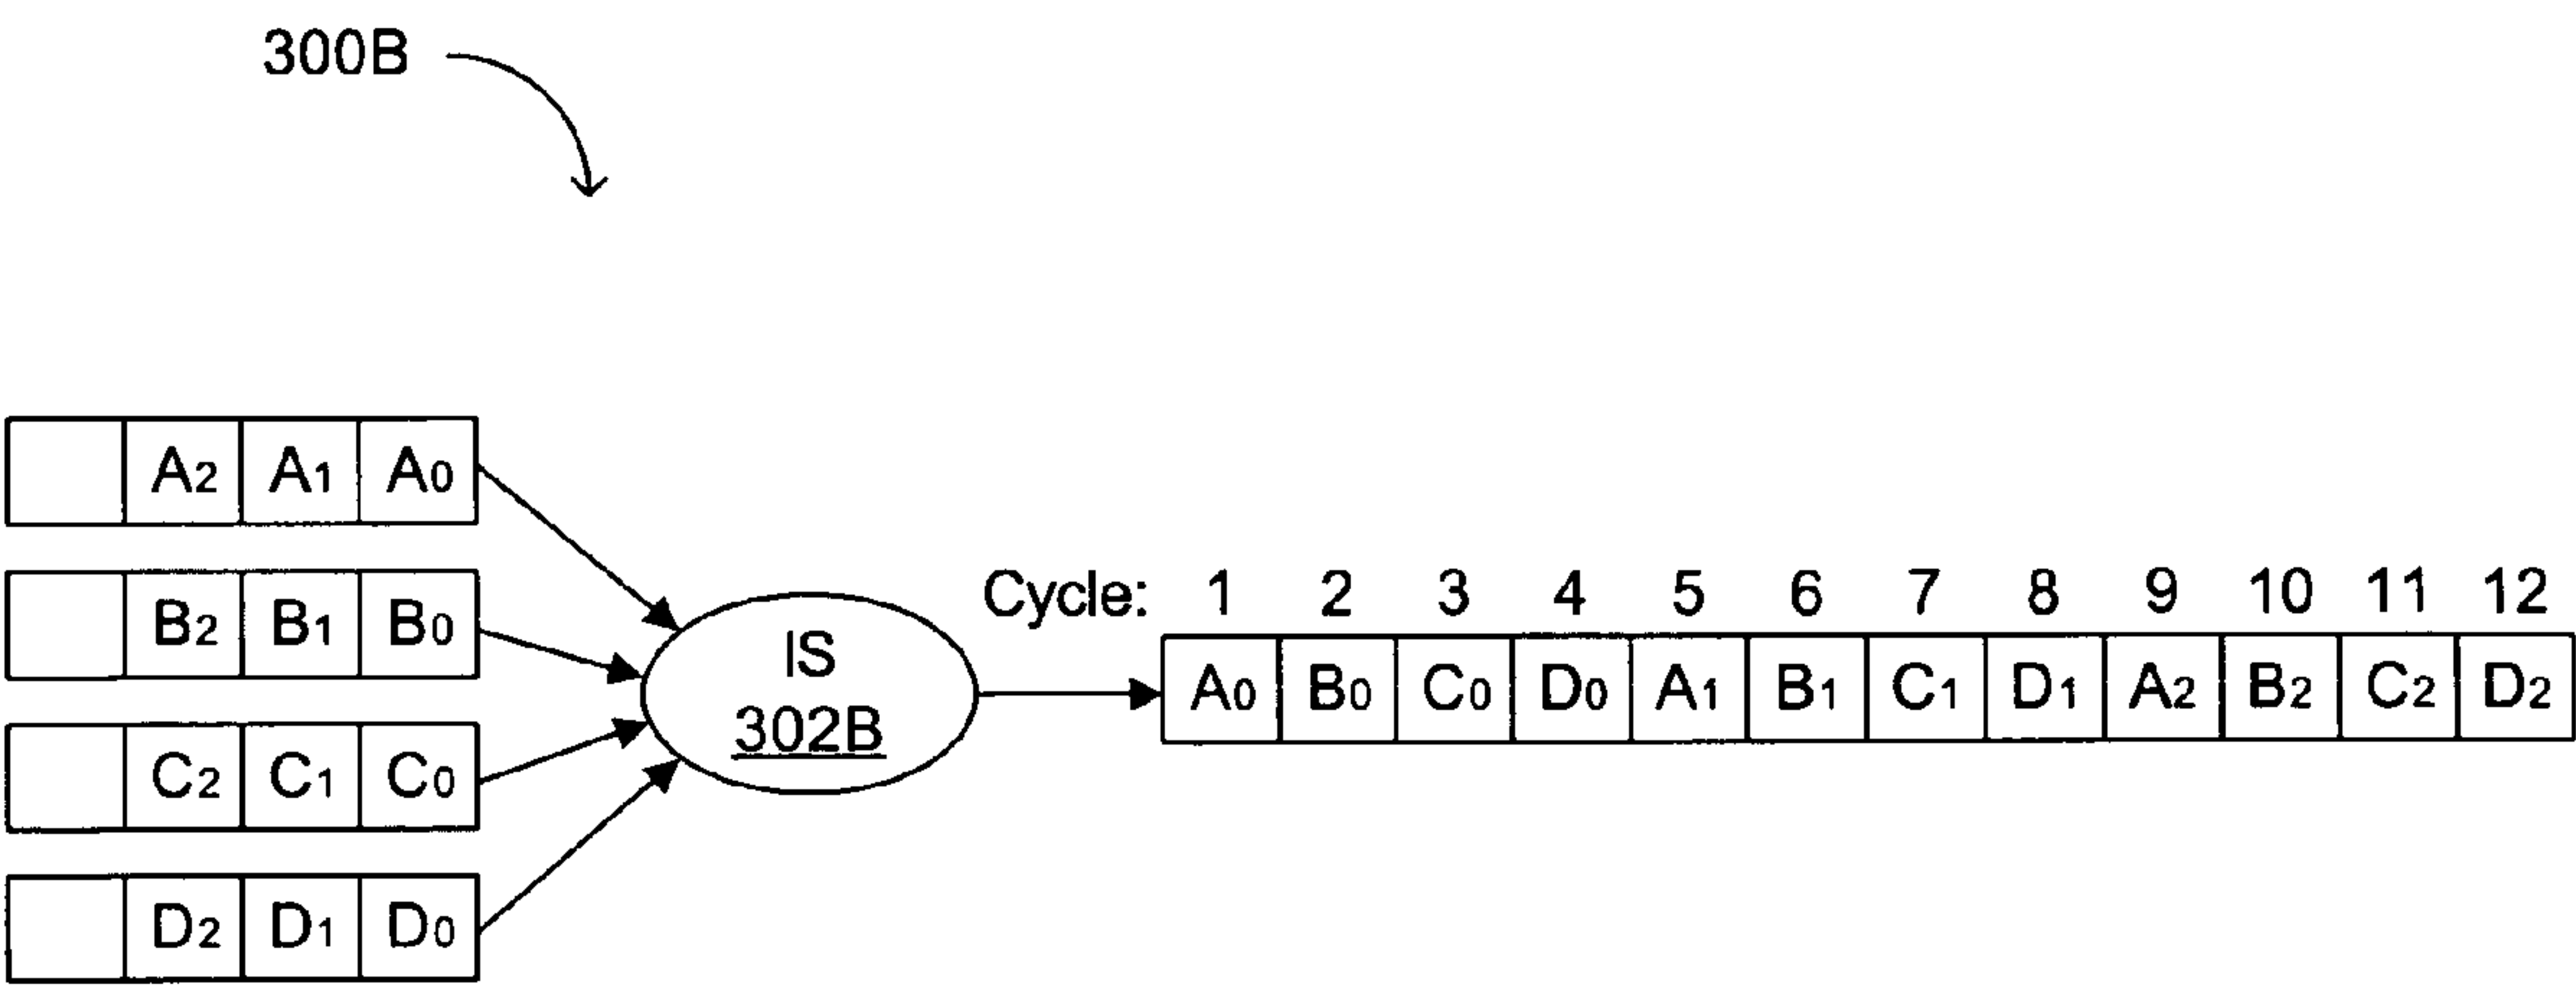 300B
A2 A1 A0
B2 B1 B0
C2 C1 C0
D2 D1 D0
IS
302B
Cycle: 1 2 3 4 5 6 7 8 9 10 11 12
A0 B0 C0 D0 A1 B1 C1 D1 A2 B2 C2 D2